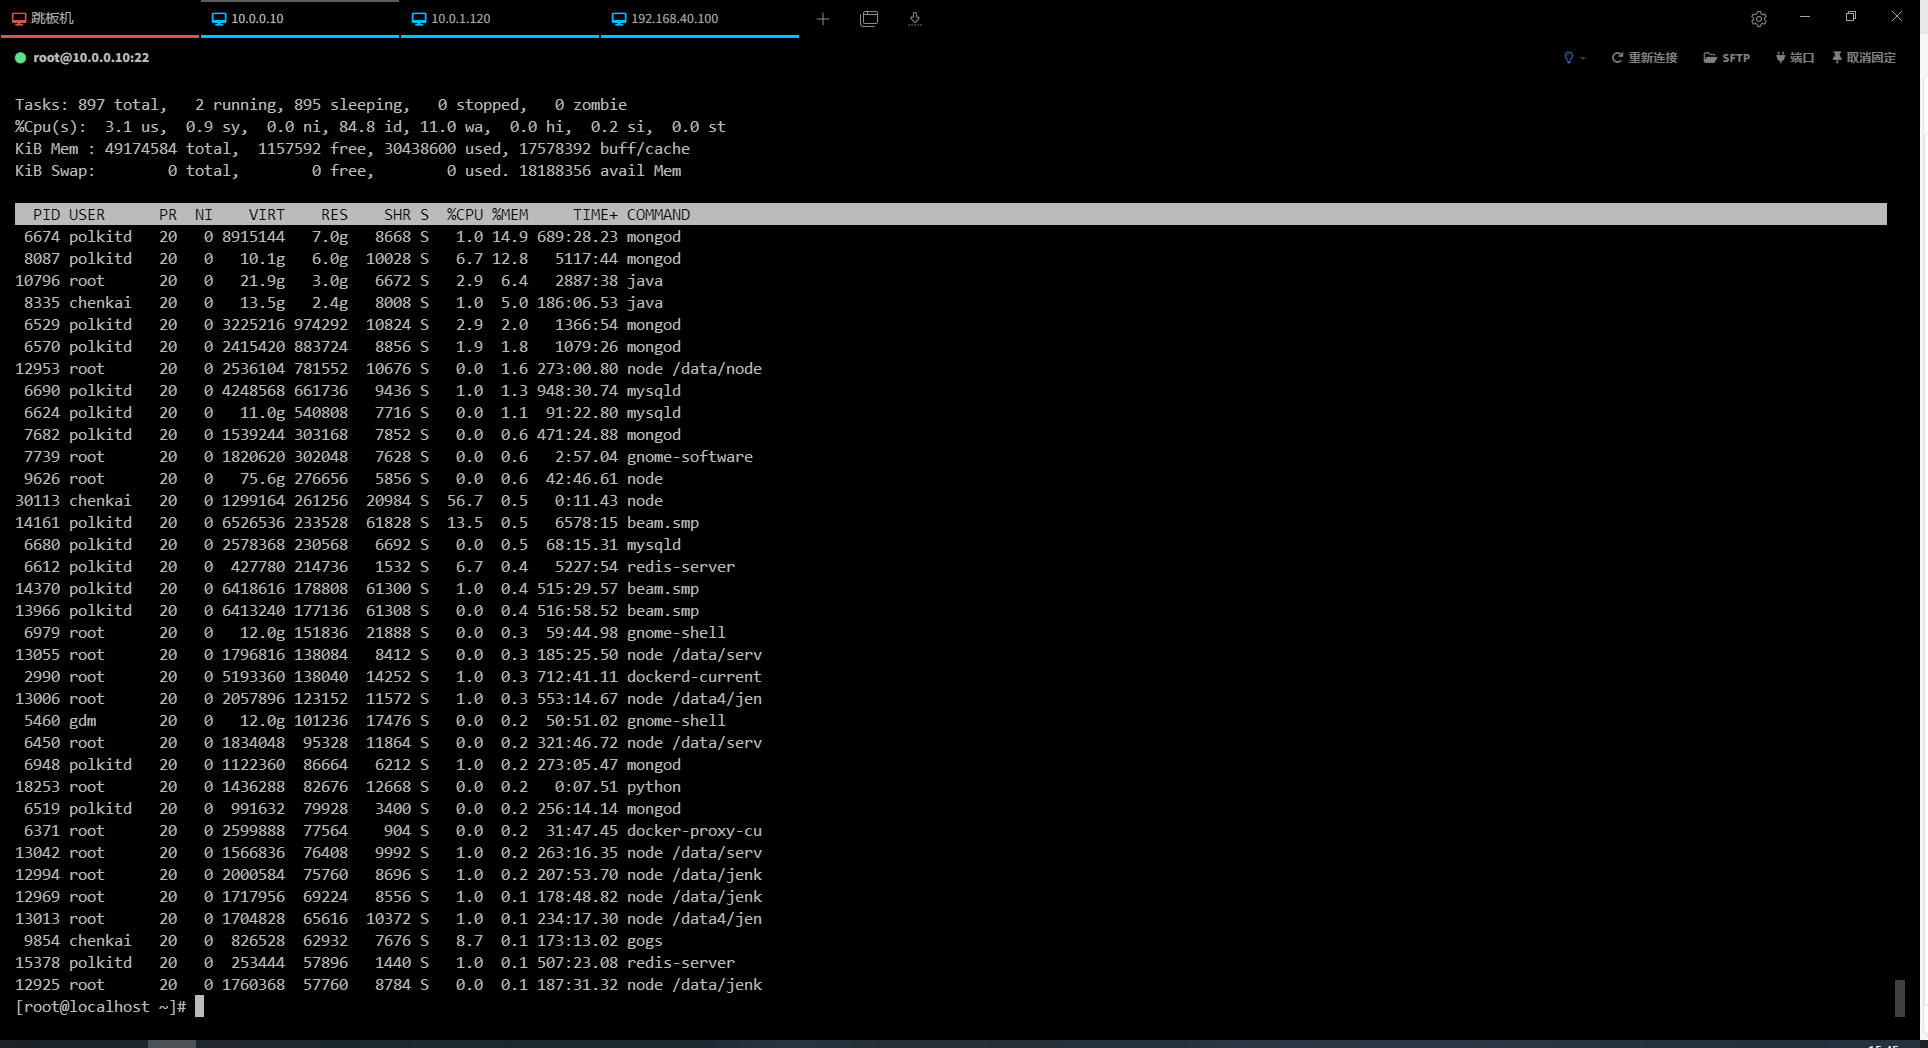 跳板机 10.0.0.10 10.0.1.120 192.168.40.100
root@10.0.0.10:22 重新连接 SFTP 端口 取消固定
Tasks: 897 total,   2 running, 895 sleeping,   0 stopped,   0 zombie
%Cpu(s):  3.1 us,  0.9 sy,  0.0 ni, 84.8 id, 11.0 wa,  0.0 hi,  0.2 si,  0.0 st
KiB Mem : 49174584 total,  1157592 free, 30438600 used, 17578392 buff/cache
KiB Swap:        0 total,        0 free,        0 used. 18188356 avail Mem
  PID USER      PR  NI    VIRT    RES    SHR S  %CPU %MEM     TIME+ COMMAND
 6674 polkitd   20   0 8915144   7.0g   8668 S   1.0 14.9 689:28.23 mongod
 8087 polkitd   20   0   10.1g   6.0g  10028 S   6.7 12.8   5117:44 mongod
10796 root      20   0   21.9g   3.0g   6672 S   2.9  6.4   2887:38 java
 8335 chenkai   20   0   13.5g   2.4g   8008 S   1.0  5.0 186:06.53 java
 6529 polkitd   20   0 3225216 974292  10824 S   2.9  2.0   1366:54 mongod
 6570 polkitd   20   0 2415420 883724   8856 S   1.9  1.8   1079:26 mongod
12953 root      20   0 2536104 781552  10676 S   0.0  1.6 273:00.80 node /data/node
 6690 polkitd   20   0 4248568 661736   9436 S   1.0  1.3 948:30.74 mysqld
 6624 polkitd   20   0   11.0g 540808   7716 S   0.0  1.1  91:22.80 mysqld
 7682 polkitd   20   0 1539244 303168   7852 S   0.0  0.6 471:24.88 mongod
 7739 root      20   0 1820620 302048   7628 S   0.0  0.6   2:57.04 gnome-software
 9626 root      20   0   75.6g 276656   5856 S   0.0  0.6  42:46.61 node
30113 chenkai   20   0 1299164 261256  20984 S  56.7  0.5   0:11.43 node
14161 polkitd   20   0 6526536 233528  61828 S  13.5  0.5   6578:15 beam.smp
 6680 polkitd   20   0 2578368 230568   6692 S   0.0  0.5  68:15.31 mysqld
 6612 polkitd   20   0  427780 214736   1532 S   6.7  0.4   5227:54 redis-server
14370 polkitd   20   0 6418616 178808  61300 S   1.0  0.4 515:29.57 beam.smp
13966 polkitd   20   0 6413240 177136  61308 S   0.0  0.4 516:58.52 beam.smp
 6979 root      20   0   12.0g 151836  21888 S   0.0  0.3  59:44.98 gnome-shell
13055 root      20   0 1796816 138084   8412 S   0.0  0.3 185:25.50 node /data/serv
 2990 root      20   0 5193360 138040  14252 S   1.0  0.3 712:41.11 dockerd-current
13006 root      20   0 2057896 123152  11572 S   1.0  0.3 553:14.67 node /data4/jen
 5460 gdm       20   0   12.0g 101236  17476 S   0.0  0.2  50:51.02 gnome-shell
 6450 root      20   0 1834048  95328  11864 S   0.0  0.2 321:46.72 node /data/serv
 6948 polkitd   20   0 1122360  86664   6212 S   1.0  0.2 273:05.47 mongod
18253 root      20   0 1436288  82676  12668 S   0.0  0.2   0:07.51 python
 6519 polkitd   20   0  991632  79928   3400 S   0.0  0.2 256:14.14 mongod
 6371 root      20   0 2599888  77564    904 S   0.0  0.2  31:47.45 docker-proxy-cu
13042 root      20   0 1566836  76408   9992 S   1.0  0.2 263:16.35 node /data/serv
12994 root      20   0 2000584  75760   8696 S   1.0  0.2 207:53.70 node /data/jenk
12969 root      20   0 1717956  69224   8556 S   1.0  0.1 178:48.82 node /data/jenk
13013 root      20   0 1704828  65616  10372 S   1.0  0.1 234:17.30 node /data4/jen
 9854 chenkai   20   0  826528  62932   7676 S   8.7  0.1 173:13.02 gogs
15378 polkitd   20   0  253444  57896   1440 S   1.0  0.1 507:23.08 redis-server
12925 root      20   0 1760368  57760   8784 S   0.0  0.1 187:31.32 node /data/jenk
[root@localhost ~]#